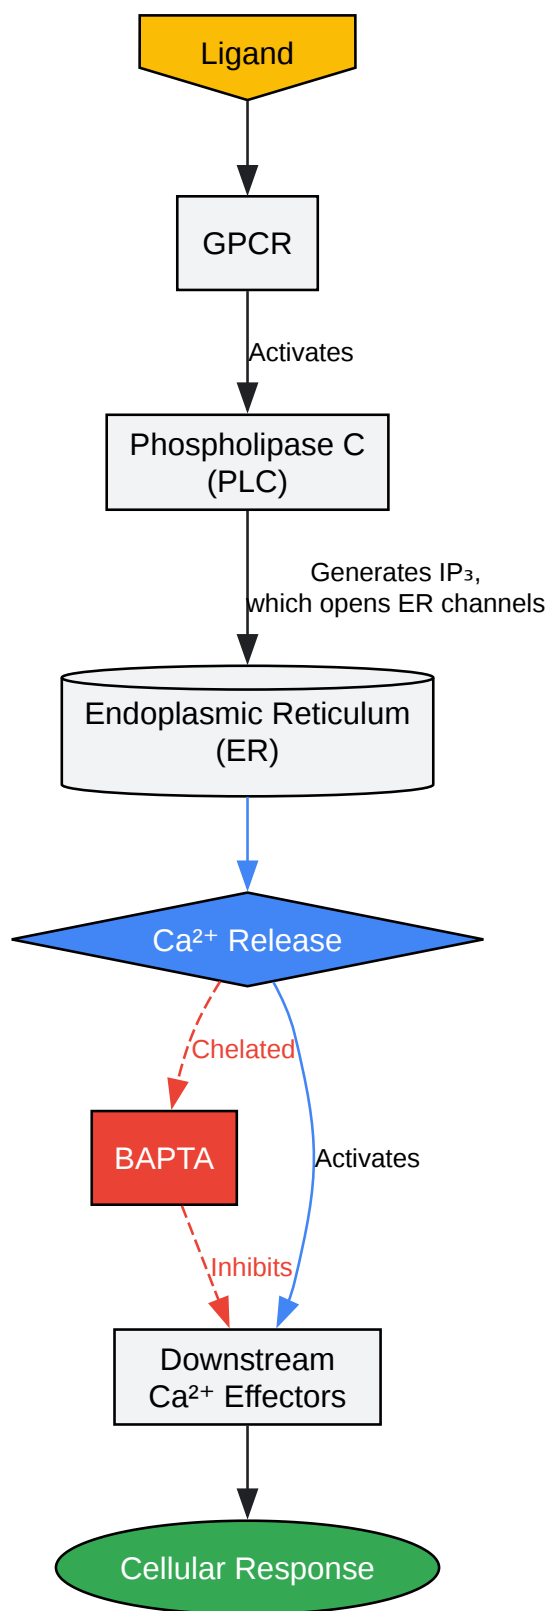 Ligand
GPCR
Activates
Phospholipase C
(PLC)
Generates IP₃,
which opens ER channels
Endoplasmic Reticulum
(ER)
Ca²⁺ Release
Chelated
BAPTA
Activates
Inhibits
Downstream
Ca²⁺ Effectors
Cellular Response